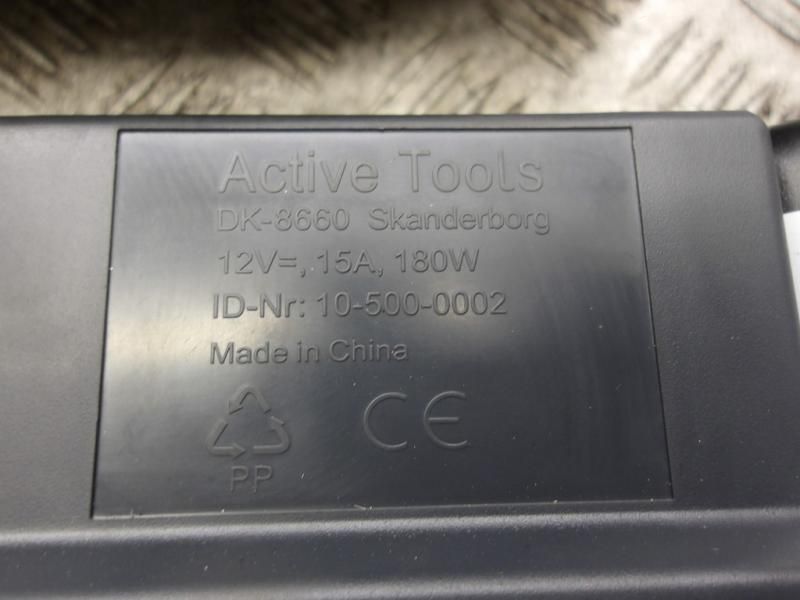 Active Tools
DK-8660 Skanderborg
12V=, 15A, 180W
ID-Nr: 10-500-0002
Made in China
CE
PP